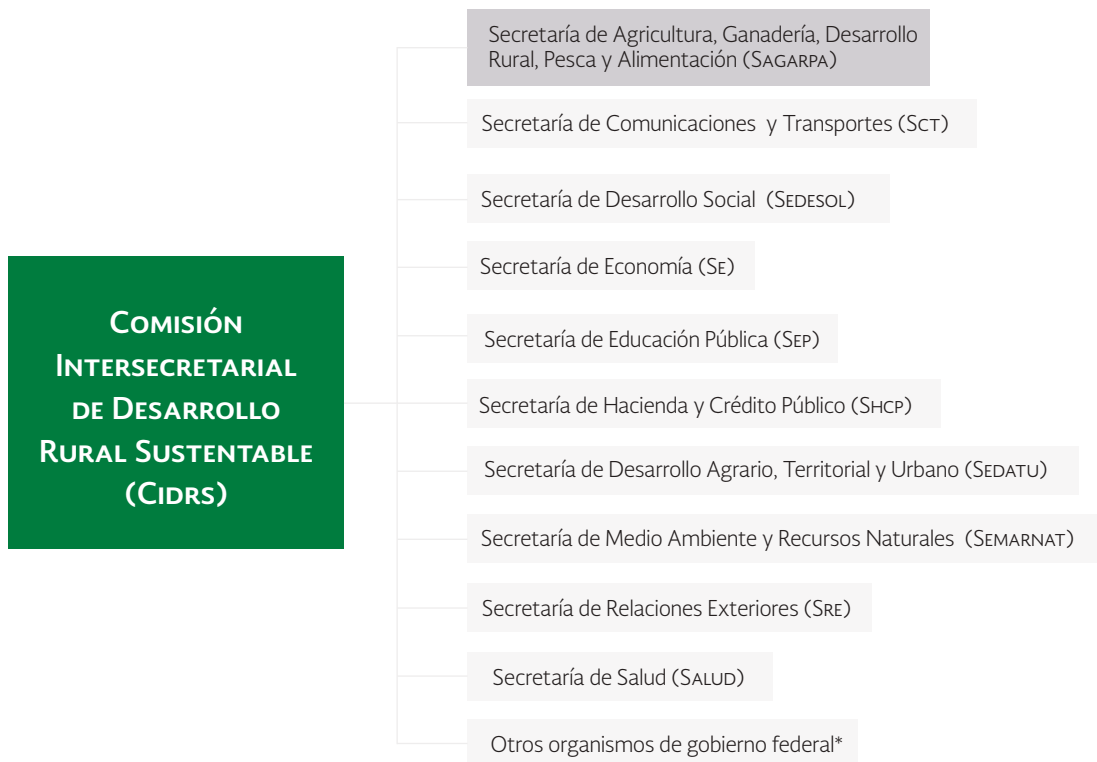 Secretaría de Agricultura, Ganadería, Desarrollo
Rural, Pesca y Alimentación (SAGARPA)
Secretaría de Comunicaciones y Transportes (SCT)
Secretaría de Desarrollo Social (SEDESOL)
Secretaría de Economía (SE)
COMISIÓN
INTERSECRETARIAL
DE DESARROLLO
RURAL SUSTENTABLE
(CIDRS)
Secretaría de Educación Pública (SEP)
Secretaría de Hacienda y Crédito Público (SHCP)
Secretaría de Desarrollo Agrario, Territorial y Urbano (SEDATU)
Secretaría de Medio Ambiente y Recursos Naturales (SEMARNAT)
Secretaría de Relaciones Exteriores (SRE)
Secretaría de Salud (SALUD)
Otros organismos de gobierno federal*